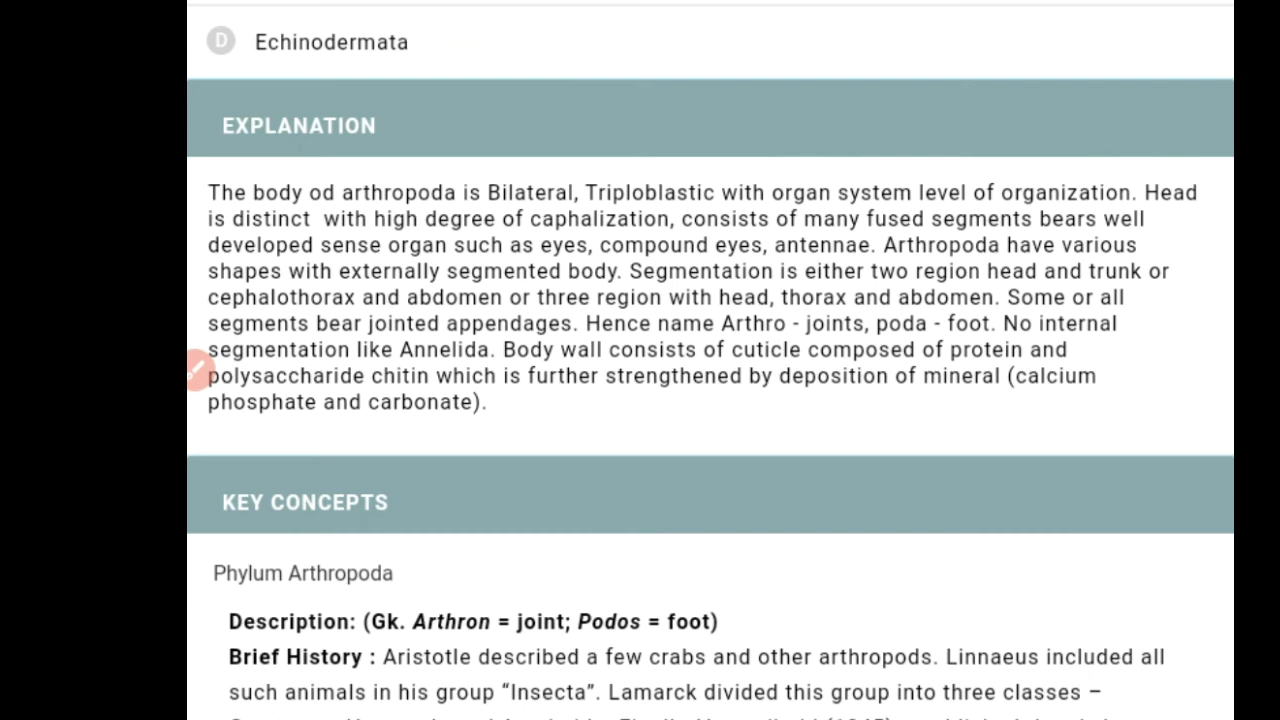 D Echinodermata
EXPLANATION
The body od arthropoda is Bilateral, Triploblastic with organ system level of organization. Head
is distinct with high degree of caphalization, consists of many fused segments bears well
developed sense organ such as eyes, compound eyes, antennae. Arthropoda have various
shapes with externally segmented body. Segmentation is either two region head and trunk or
cephalothorax and abdomen or three region with head, thorax and abdomen. Some or all
segments bear jointed appendages. Hence name Arthro - joints, poda - foot. No internal
segmentation like Annelida. Body wall consists of cuticle composed of protein and
polysaccharide chitin which is further strengthened by deposition of mineral (calcium
phosphate and carbonate).
KEY CONCEPTS
Phylum Arthropoda
Description: (Gk. Arthron = joint; Podos = foot)
Brief History : Aristotle described a few crabs and other arthropods. Linnaeus included all
such animals in his group “Insecta”. Lamarck divided this group into three classes –